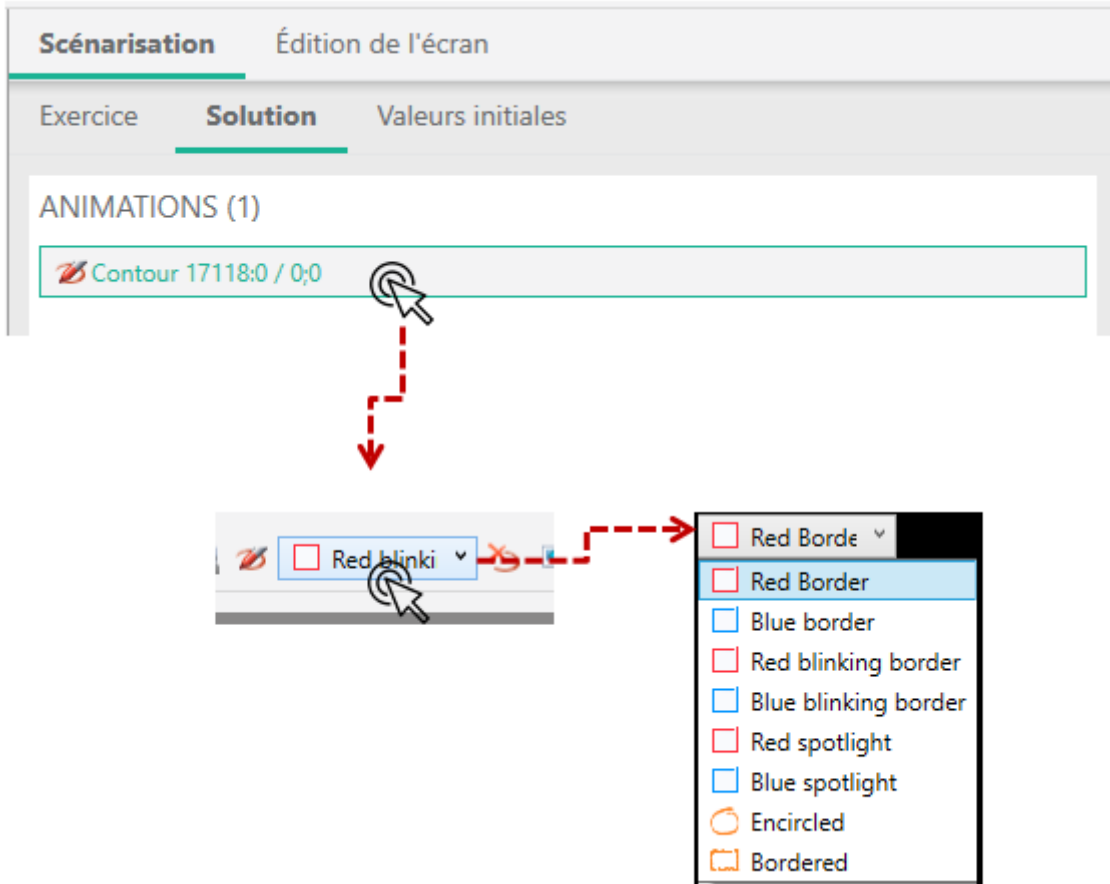 Scénarisation Édition de l'écran
Exercice Solution Valeurs initiales
ANIMATIONS (1)
Contour 17118:0 / 0;0
Red blinki
Red Borde
Red Border
Blue border
Red blinking border
Blue blinking border
Red spotlight
Blue spotlight
Encircled
Bordered